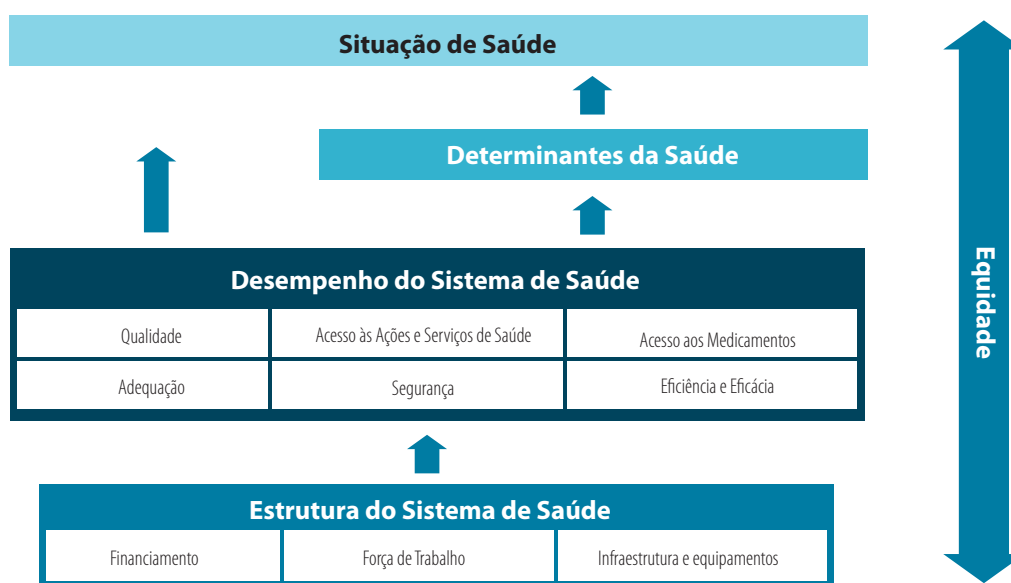 Situação de Saúde
Determinantes da Saúde
Desempenho do Sistema de Saúde
Qualidade
Acesso às Ações e Serviços de Saúde
Acesso aos Medicamentos
Adequação
Segurança
Eficiência e Eficácia
Estrutura do Sistema de Saúde
Financiamento
Força de Trabalho
Infraestrutura e equipamentos
Equidade